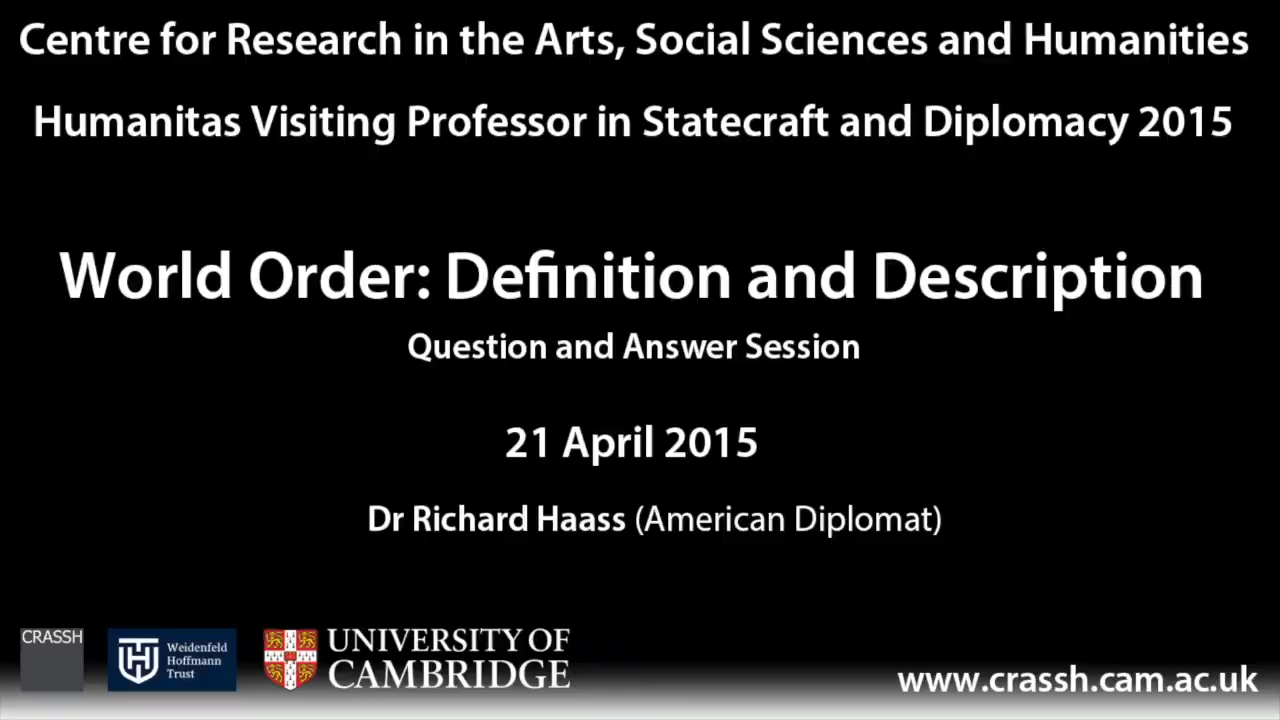 Centre for Research in the Arts, Social Sciences and Humanities
Humanitas Visiting Professor in Statecraft and Diplomacy 2015
World Order: Definition and Description
Question and Answer Session
21 April 2015
Dr Richard Haass (American Diplomat)
CRASSH
Weidenfeld
Hoffmann
Trust
UNIVERSITY OF
CAMBRIDGE
www.crassh.cam.ac.uk